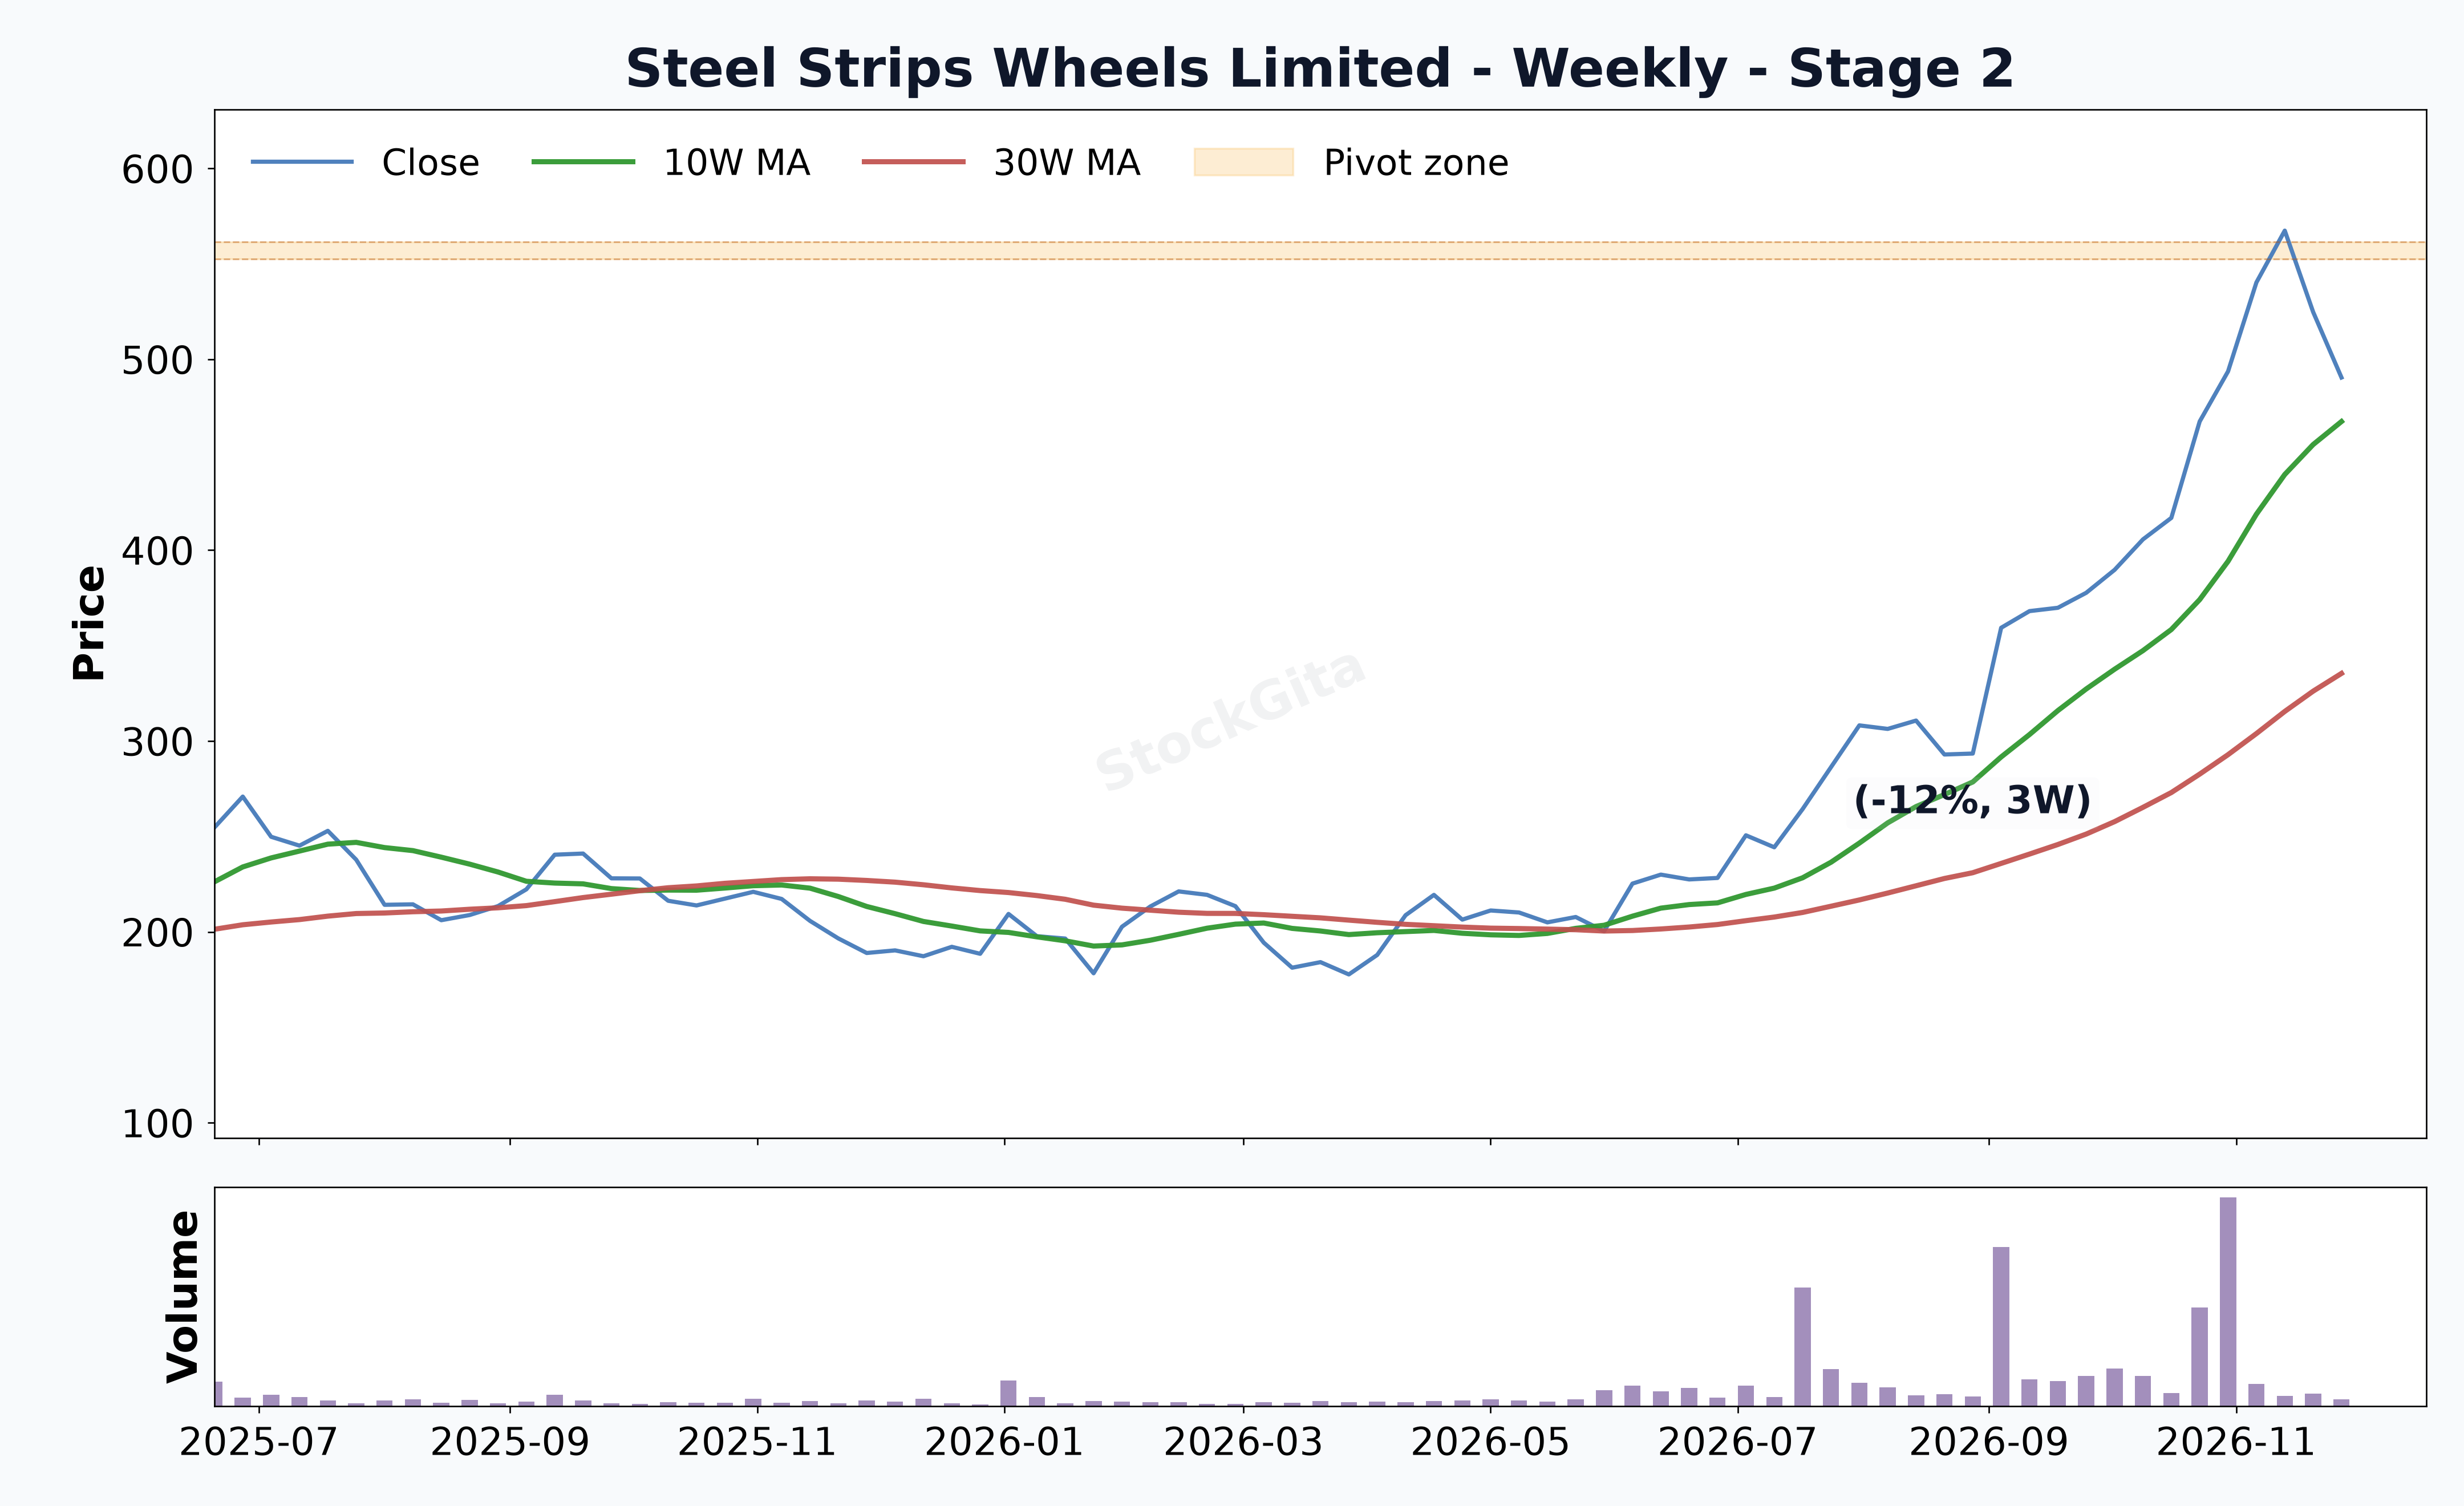 Steel Strips Wheels Limited - Weekly - Stage 2
Close 10W MA 30W MA Pivot zone
600
500
400
300
200
100
Price
StockGita
(-12%, 3W)
Volume
2025-07 2025-09 2025-11 2026-01 2026-03 2026-05 2026-07 2026-09 2026-11